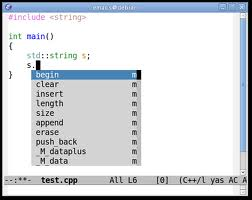 emacs@debian
#include <string>
int main()
{
std::string s;
s.
}
begin m
clear m
insert m
length m
size m
append m
erase m
push_back m
_M_dataplus m
_M_data m
--:**- test.cpp All L6 [0] (C++/l yas AC A